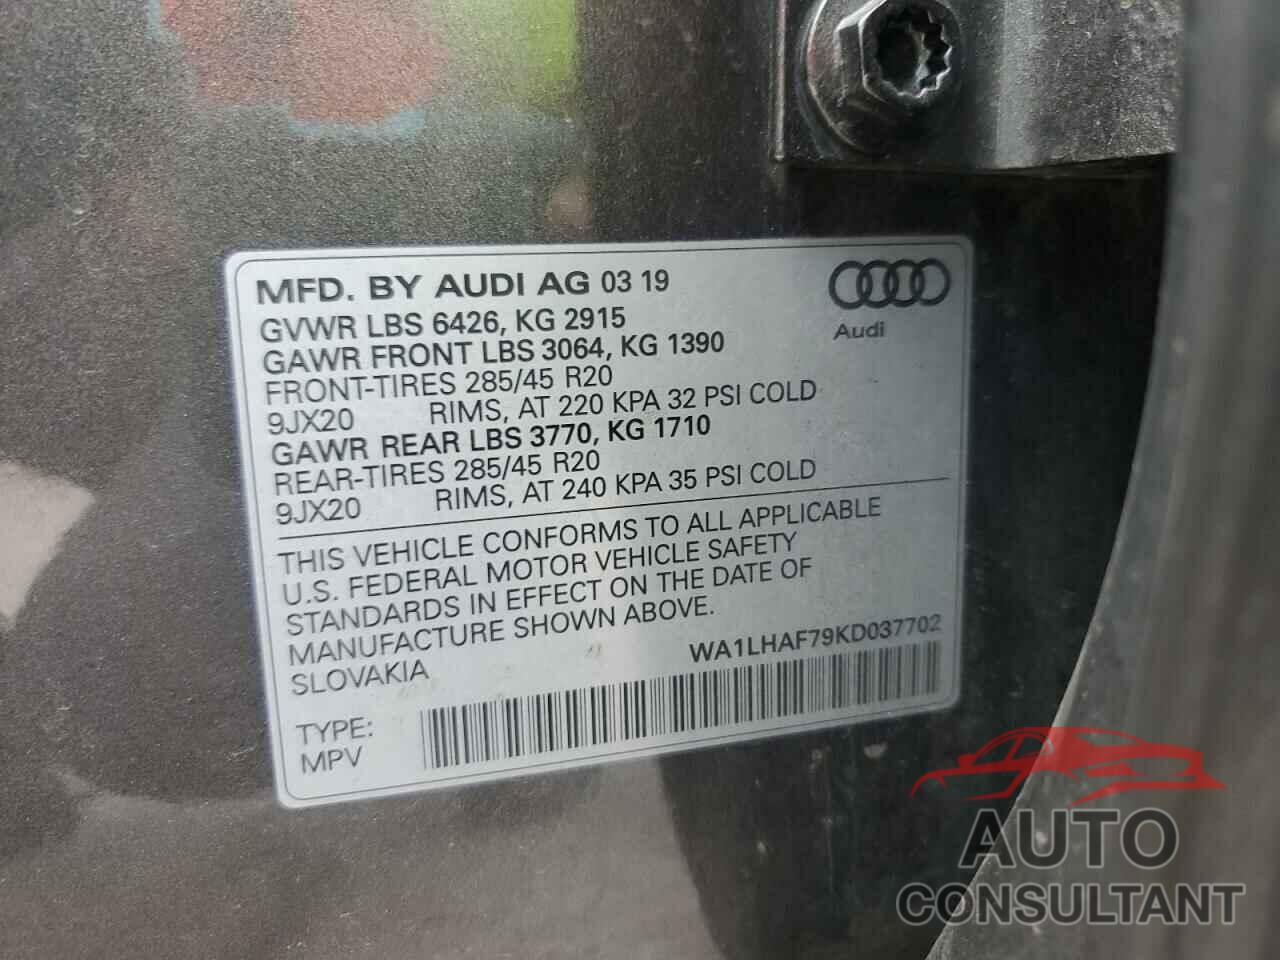 MFD. BY AUDI AG 03 19
Audi
GVWR LBS 6426, KG 2915
GAWR FRONT LBS 3064, KG 1390
FRONT-TIRES 285/45 R20
9JX20 RIMS, AT 220 KPA 32 PSI COLD
GAWR REAR LBS 3770, KG 1710
REAR-TIRES 285/45 R20
9JX20 RIMS, AT 240 KPA 35 PSI COLD
THIS VEHICLE CONFORMS TO ALL APPLICABLE
U.S. FEDERAL MOTOR VEHICLE SAFETY
STANDARDS IN EFFECT ON THE DATE OF
MANUFACTURE SHOWN ABOVE.
SLOVAKIA
WA1LHAF79KD037702
TYPE:
MPV
AUTO
CONSULTANT